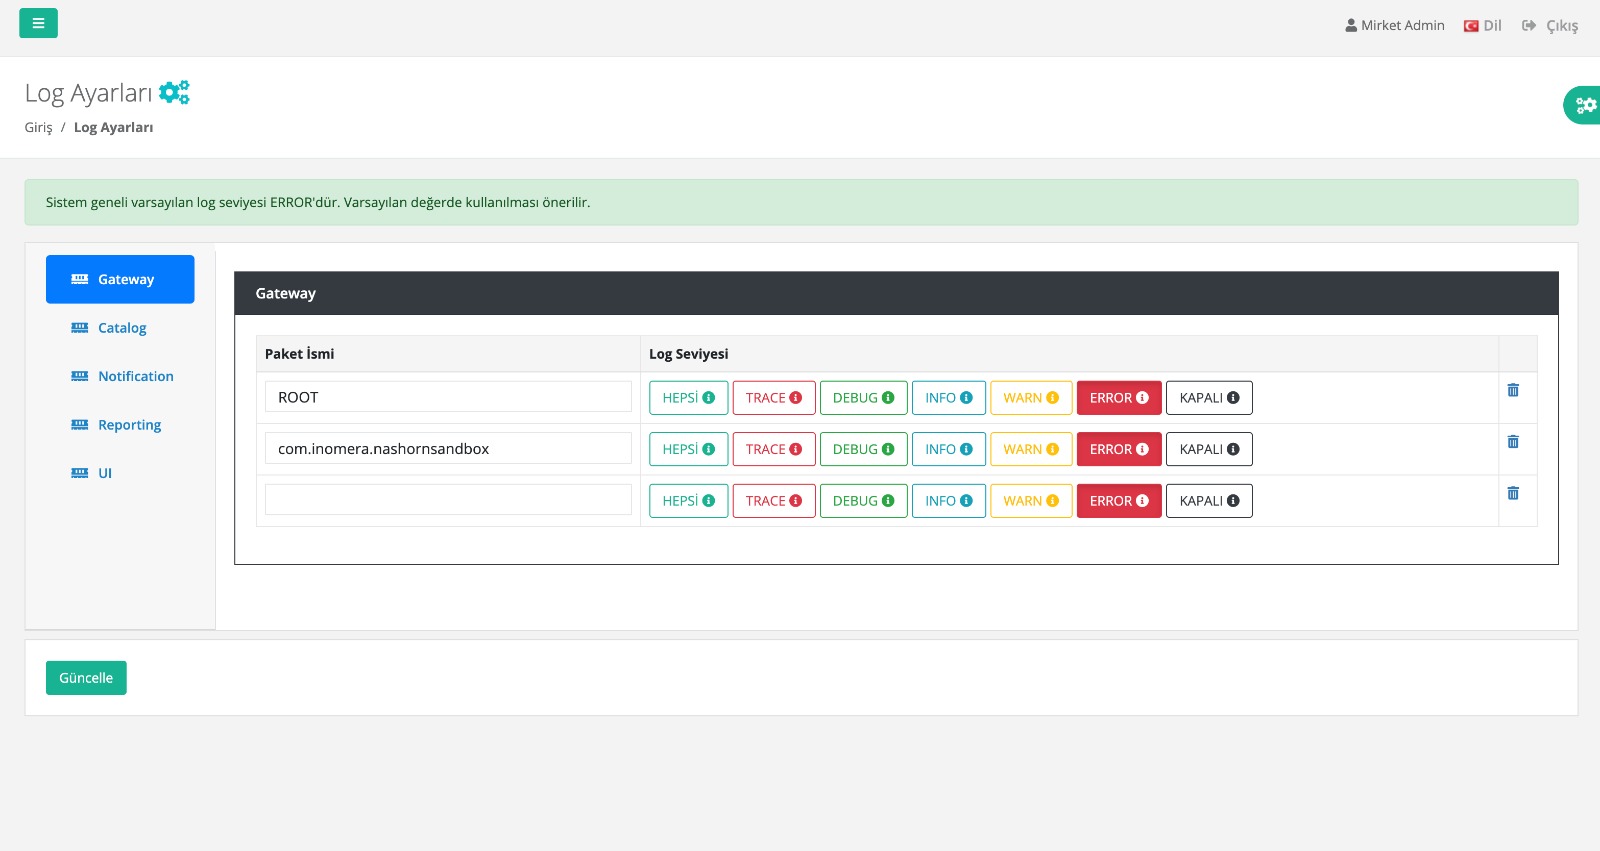 Mirket Admin Dil Çıkış
Log Ayarları
Giriş / Log Ayarları
Sistem geneli varsayılan log seviyesi ERROR'dür. Varsayılan değerde kullanılması önerilir.
Gateway
Catalog
Notification
Reporting
UI
Gateway
Paket İsmi Log Seviyesi
ROOT HEPSİ TRACE DEBUG INFO WARN ERROR KAPALI
com.inomera.nashornsandbox HEPSİ TRACE DEBUG INFO WARN ERROR KAPALI
HEPSİ TRACE DEBUG INFO WARN ERROR KAPALI
Güncelle